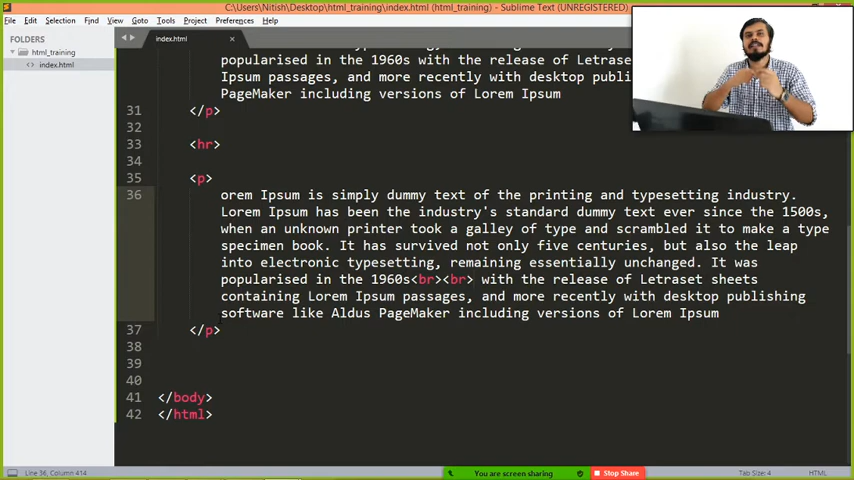 C:\Users\Nitish\Desktop\html_training\index.html (html_training) - Sublime Text (UNREGISTERED)
File Edit Selection Find View Goto Tools Project Preferences Help
FOLDERS
html_training
<> index.html
index.html ×
popularised in the 1960s with the release of Letrase
Ipsum passages, and more recently with desktop publi
PageMaker including versions of Lorem Ipsum
31 </p>
32
33 <hr>
34
35 <p>
36 orem Ipsum is simply dummy text of the printing and typesetting industry.
Lorem Ipsum has been the industry's standard dummy text ever since the 1500s,
when an unknown printer took a galley of type and scrambled it to make a type
specimen book. It has survived not only five centuries, but also the leap
into electronic typesetting, remaining essentially unchanged. It was
popularised in the 1960s<br><br> with the release of Letraset sheets
containing Lorem Ipsum passages, and more recently with desktop publishing
software like Aldus PageMaker including versions of Lorem Ipsum
37 </p>
38
39
40
41 </body>
42 </html>
Line 36, Column 414
You are screen sharing
Stop Share
Tab Size: 4
HTML